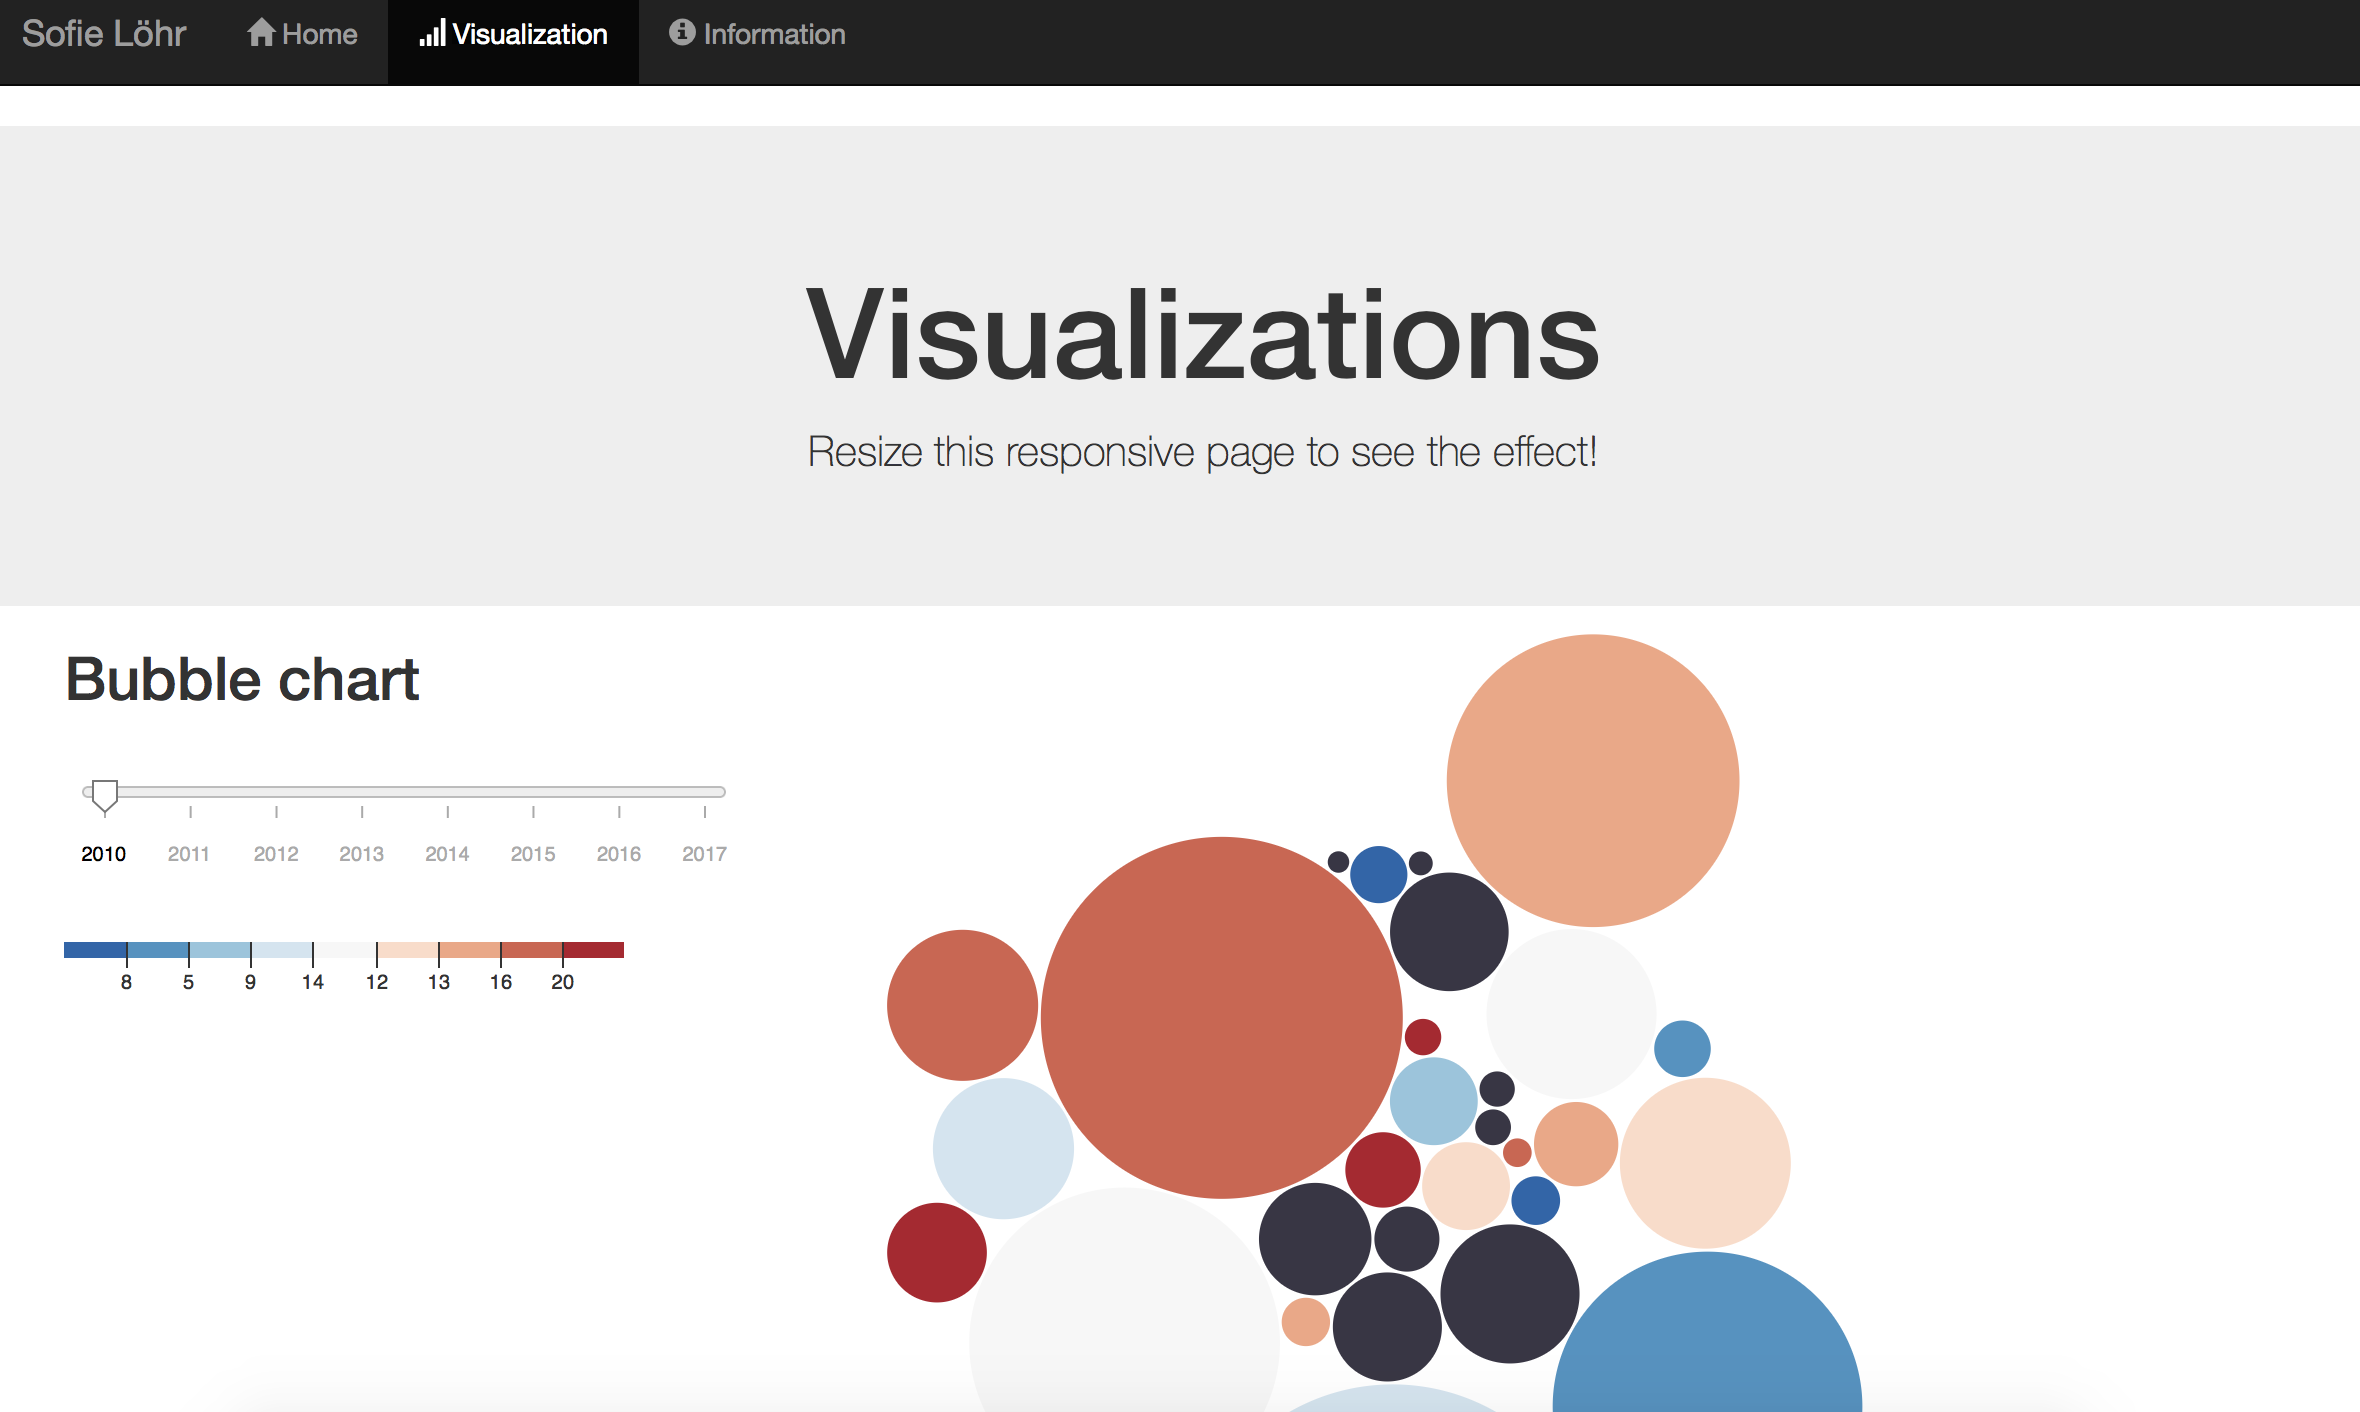 Sofie Löhr Home Visualization Information
Visualizations
Resize this responsive page to see the effect!
Bubble chart
2010 2011 2012 2013 2014 2015 2016 2017
8 5 9 14 12 13 16 20